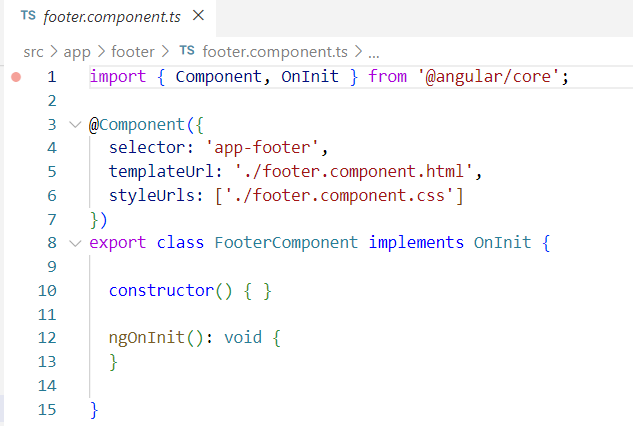 TS footer.component.ts ×
src > app > footer > TS footer.component.ts > ...
1 import { Component, OnInit } from '@angular/core';
2
3 @Component({
4   selector: 'app-footer',
5   templateUrl: './footer.component.html',
6   styleUrls: ['./footer.component.css']
7 })
8 export class FooterComponent implements OnInit {
9
10   constructor() { }
11
12   ngOnInit(): void {
13   }
14
15 }